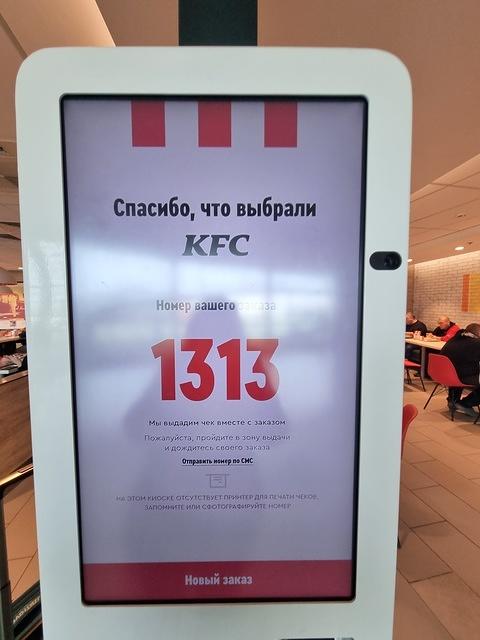 Спасибо, что выбрали
KFC
Номер вашего заказа
1313
Мы выдадим чек вместе с заказом
Пожалуйста, пройдите в зону выдачи
и дождитесь своего заказа
Отправить номер по СМС
НА ЭТОМ КИОСКЕ ОТСУТСТВУЕТ ПРИНТЕР ДЛЯ ПЕЧАТИ ЧЕКОВ,
ЗАПОМНИТЕ ИЛИ СФОТОГРАФИРУЙТЕ НОМЕР
Новый заказ